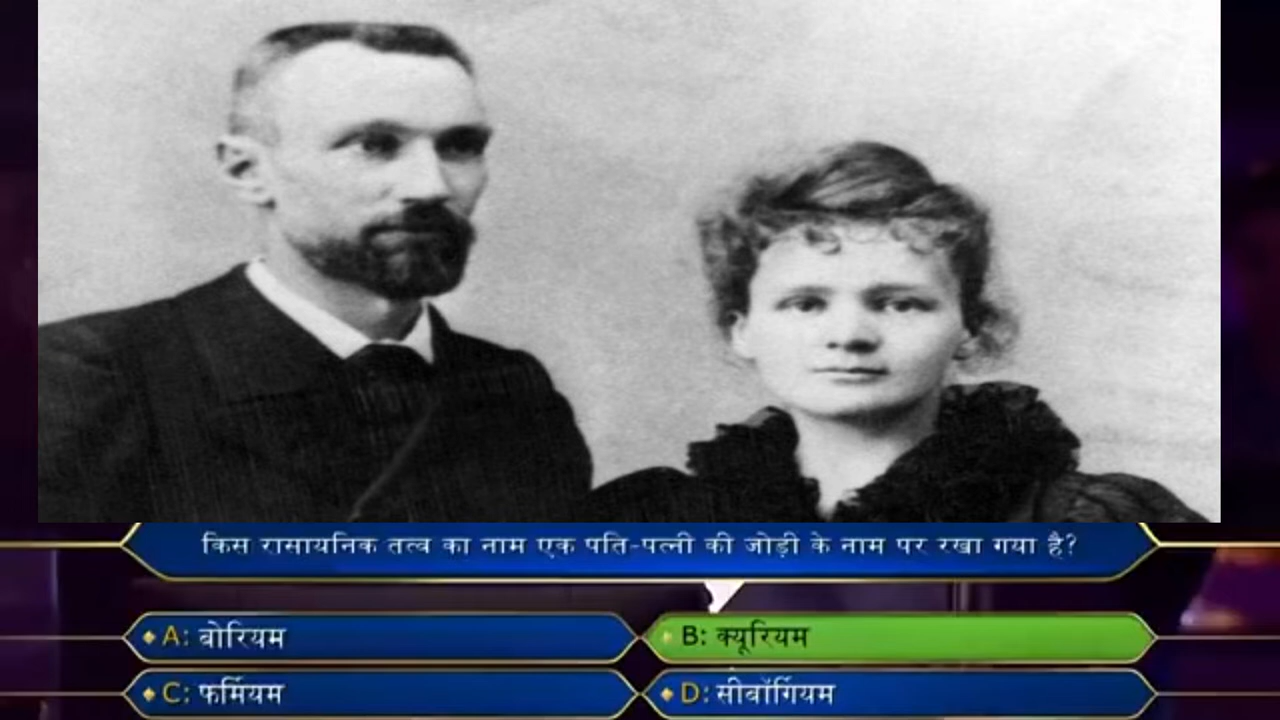 किस रासायनिक तत्व का नाम एक पति-पत्नी की जोड़ी के नाम पर रखा गया है?
A: बोरियम
B: क्यूरियम
C: फर्मियम
D: सीबॉर्गियम